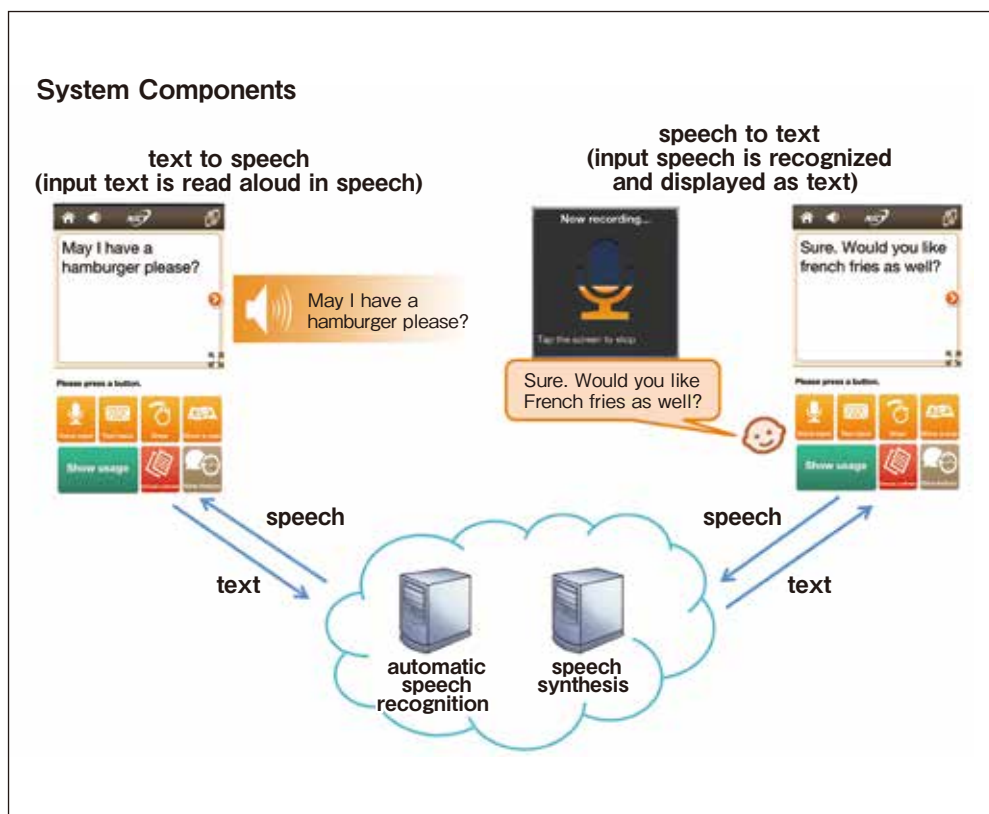 System Components
text to speech
(input text is read aloud in speech)
speech to text
(input speech is recognized
and displayed as text)
May I have a
hamburger please?
Please press a button.
Show usage
May I have a
hamburger please?
Now recording...
Tap the screen to stop
Sure. Would you like
French fries as well?
Sure. Would you like
french fries as well?
Please press a button.
Show usage
speech
text
speech
text
automatic
speech
recognition
speech
synthesis